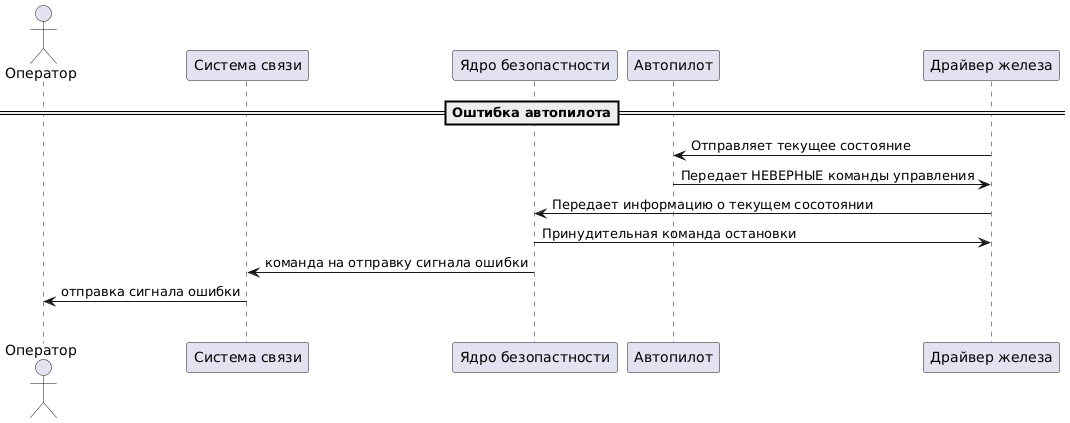 Оператор
Система связи
Ядро безопастности
Автопилот
Драйвер железа
Оштибка автопилота
Отправляет текущее состояние
Передает НЕВЕРНЫЕ команды управления
Передает информацию о текущем сосотоянии
Принудительная команда остановки
команда на отправку сигнала ошибки
отправка сигнала ошибки
Оператор
Система связи
Ядро безопастности
Автопилот
Драйвер железа